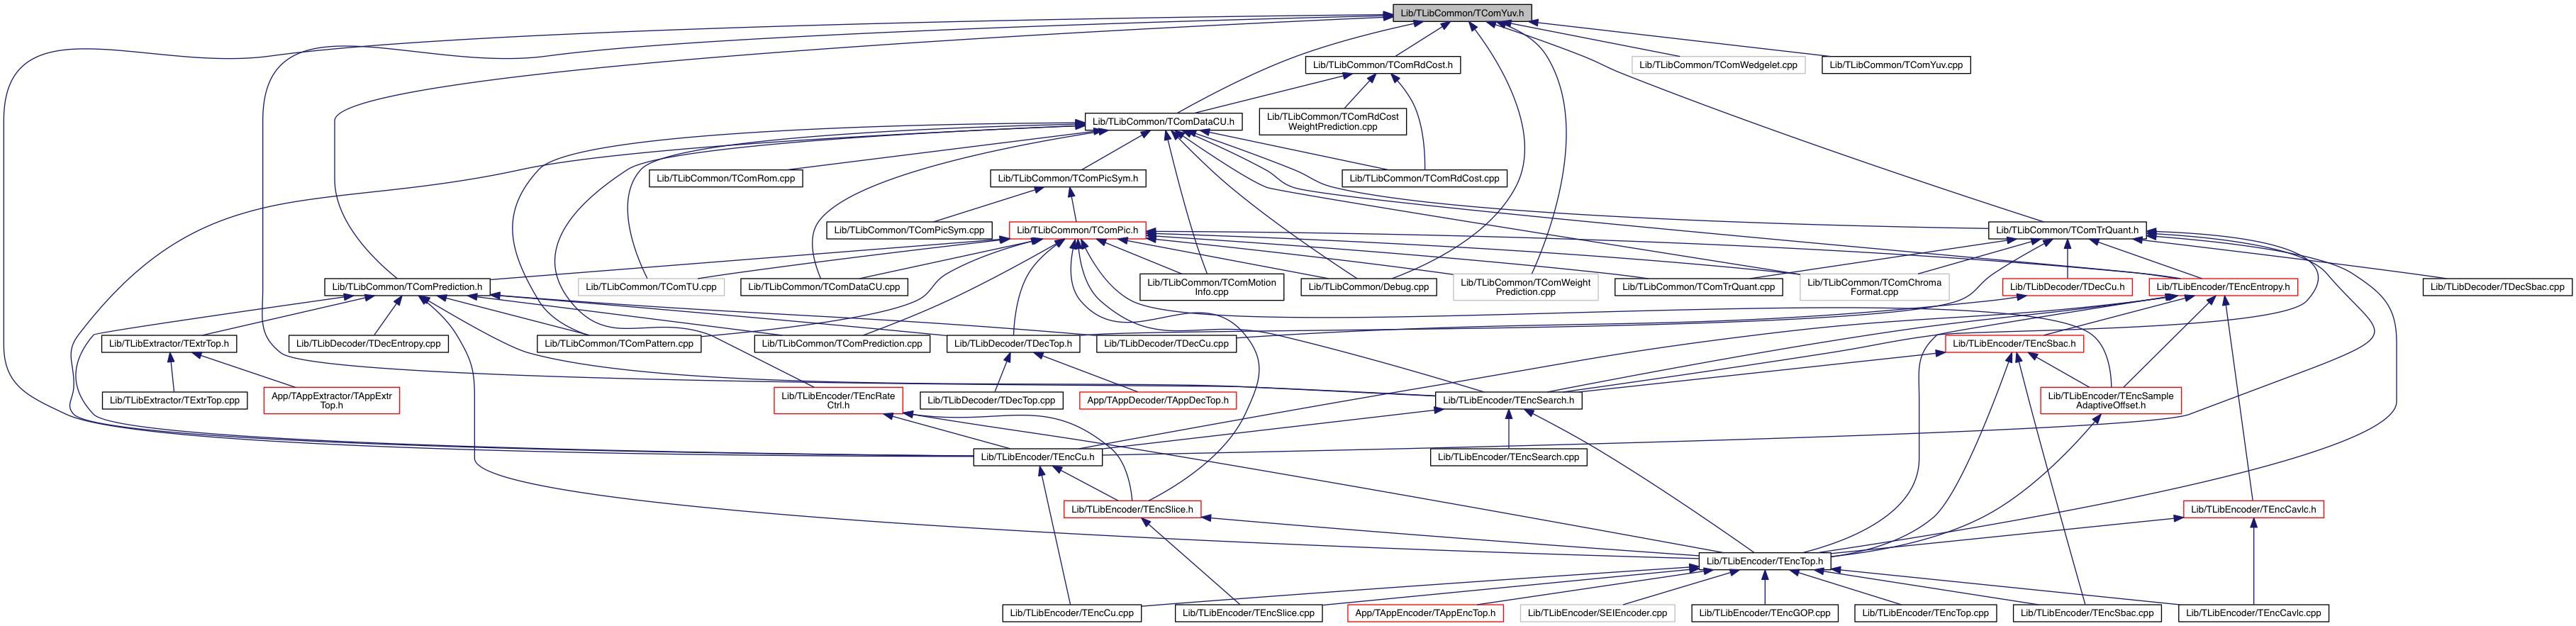 Lib/TLibCommon/TComYuv.h
Lib/TLibCommon/TComRdCost.h
Lib/TLibCommon/TComWedgelet.cpp
Lib/TLibCommon/TComYuv.cpp
Lib/TLibCommon/TComDataCU.h
Lib/TLibCommon/TComRdCost
WeightPrediction.cpp
Lib/TLibCommon/TComRom.cpp
Lib/TLibCommon/TComPicSym.h
Lib/TLibCommon/TComRdCost.cpp
Lib/TLibCommon/TComPicSym.cpp
Lib/TLibCommon/TComPic.h
Lib/TLibCommon/TComTrQuant.h
Lib/TLibCommon/TComPrediction.h
Lib/TLibCommon/TComTU.cpp
Lib/TLibCommon/TComDataCU.cpp
Lib/TLibCommon/TComMotion
Info.cpp
Lib/TLibCommon/Debug.cpp
Lib/TLibCommon/TComWeight
Prediction.cpp
Lib/TLibCommon/TComTrQuant.cpp
Lib/TLibCommon/TComChroma
Format.cpp
Lib/TLibDecoder/TDecCu.h
Lib/TLibEncoder/TEncEntropy.h
Lib/TLibDecoder/TDecSbac.cpp
Lib/TLibExtractor/TExtrTop.h
Lib/TLibDecoder/TDecEntropy.cpp
Lib/TLibCommon/TComPattern.cpp
Lib/TLibCommon/TComPrediction.cpp
Lib/TLibDecoder/TDecTop.h
Lib/TLibDecoder/TDecCu.cpp
Lib/TLibEncoder/TEncSbac.h
Lib/TLibExtractor/TExtrTop.cpp
App/TAppExtractor/TAppExtr
Top.h
Lib/TLibEncoder/TEncRate
Ctrl.h
Lib/TLibDecoder/TDecTop.cpp
App/TAppDecoder/TAppDecTop.h
Lib/TLibEncoder/TEncSearch.h
Lib/TLibEncoder/TEncSample
AdaptiveOffset.h
Lib/TLibEncoder/TEncCu.h
Lib/TLibEncoder/TEncSearch.cpp
Lib/TLibEncoder/TEncSlice.h
Lib/TLibEncoder/TEncCavlc.h
Lib/TLibEncoder/TEncTop.h
Lib/TLibEncoder/TEncCu.cpp
Lib/TLibEncoder/TEncSlice.cpp
App/TAppEncoder/TAppEncTop.h
Lib/TLibEncoder/SEIEncoder.cpp
Lib/TLibEncoder/TEncGOP.cpp
Lib/TLibEncoder/TEncTop.cpp
Lib/TLibEncoder/TEncSbac.cpp
Lib/TLibEncoder/TEncCavlc.cpp